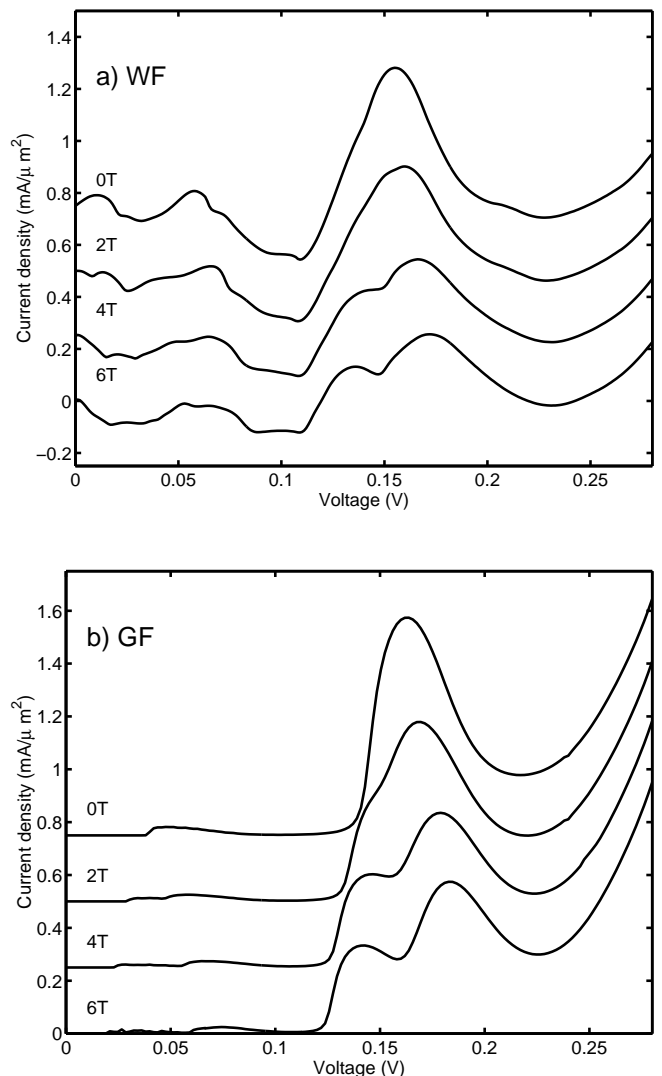 a) WF
1.4
1.2
1
0.8
0.6
0.4
0.2
0
−0.2
0T
2T
4T
6T
Current density (mA/μ m²)
0
0.05
0.1
0.15
0.2
0.25
Voltage (V)
b) GF
1.6
1.4
1.2
1
0.8
0.6
0.4
0.2
0
0T
2T
4T
6T
Current density (mA/μ m²)
0
0.05
0.1
0.15
0.2
0.25
Voltage (V)